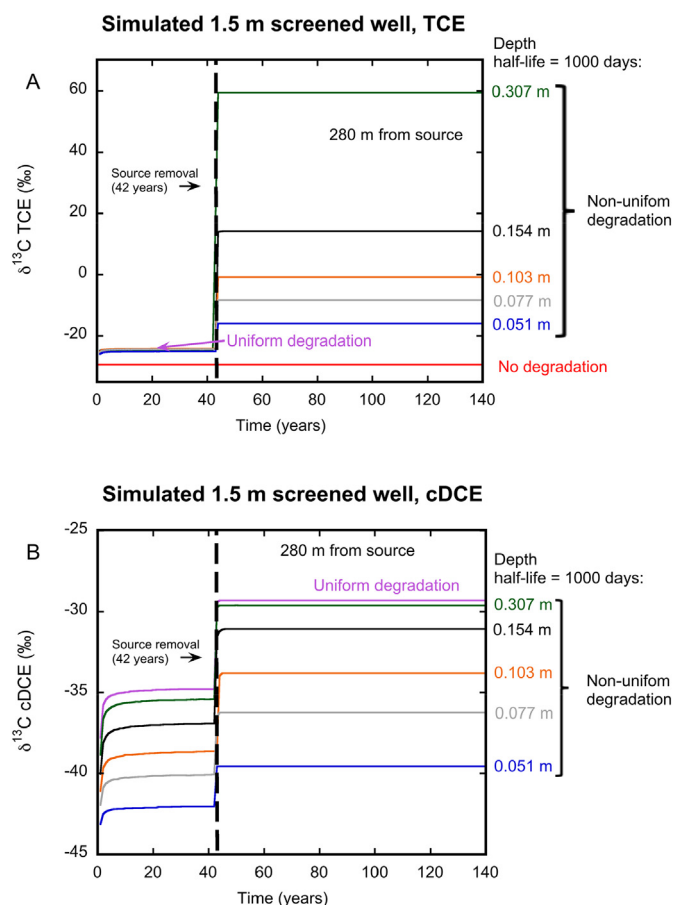 Simulated 1.5 m screened well, TCE
Depth
half-life = 1000 days:
A
60
0.307 m
280 m from source
40
Source removal
(42 years)
δ13C TCE (‰)
Non-unifom
degradation
20
0.154 m
0
0.103 m
0.077 m
0.051 m
-20
Uniform degradation
No degradation
0 20 40 60 80 100 120 140
Time (years)
Simulated 1.5 m screened well, cDCE
-25
B
280 m from source
Depth
half-life = 1000 days:
Uniform degradation
-30
0.307 m
0.154 m
Source removal
(42 years)
δ13C cDCE (‰)
0.103 m
Non-unifom
degradation
-35
0.077 m
0.051 m
-40
-45
0 20 40 60 80 100 120 140
Time (years)